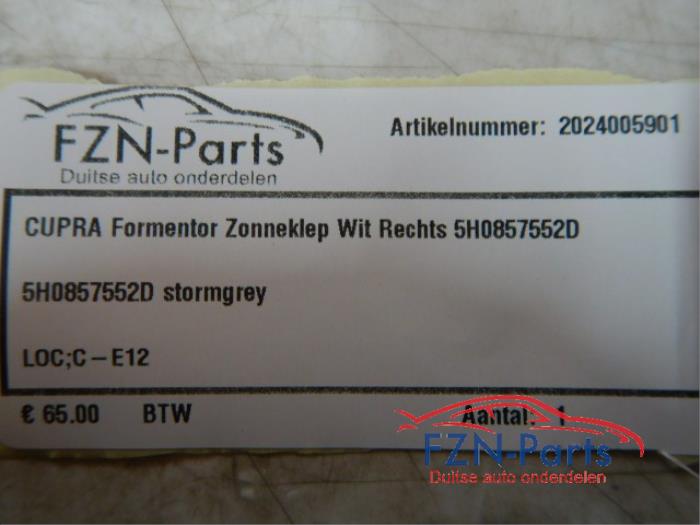 FZN-Parts
Duitse auto onderdelen
Artikelnummer: 2024005901
CUPRA Formentor Zonneklep Wit Rechts 5H0857552D
5H0857552D stormgrey
LOC;C-E12
€ 65.00 BTW Aantal: 1
FZN-Parts
Duitse auto onderdelen